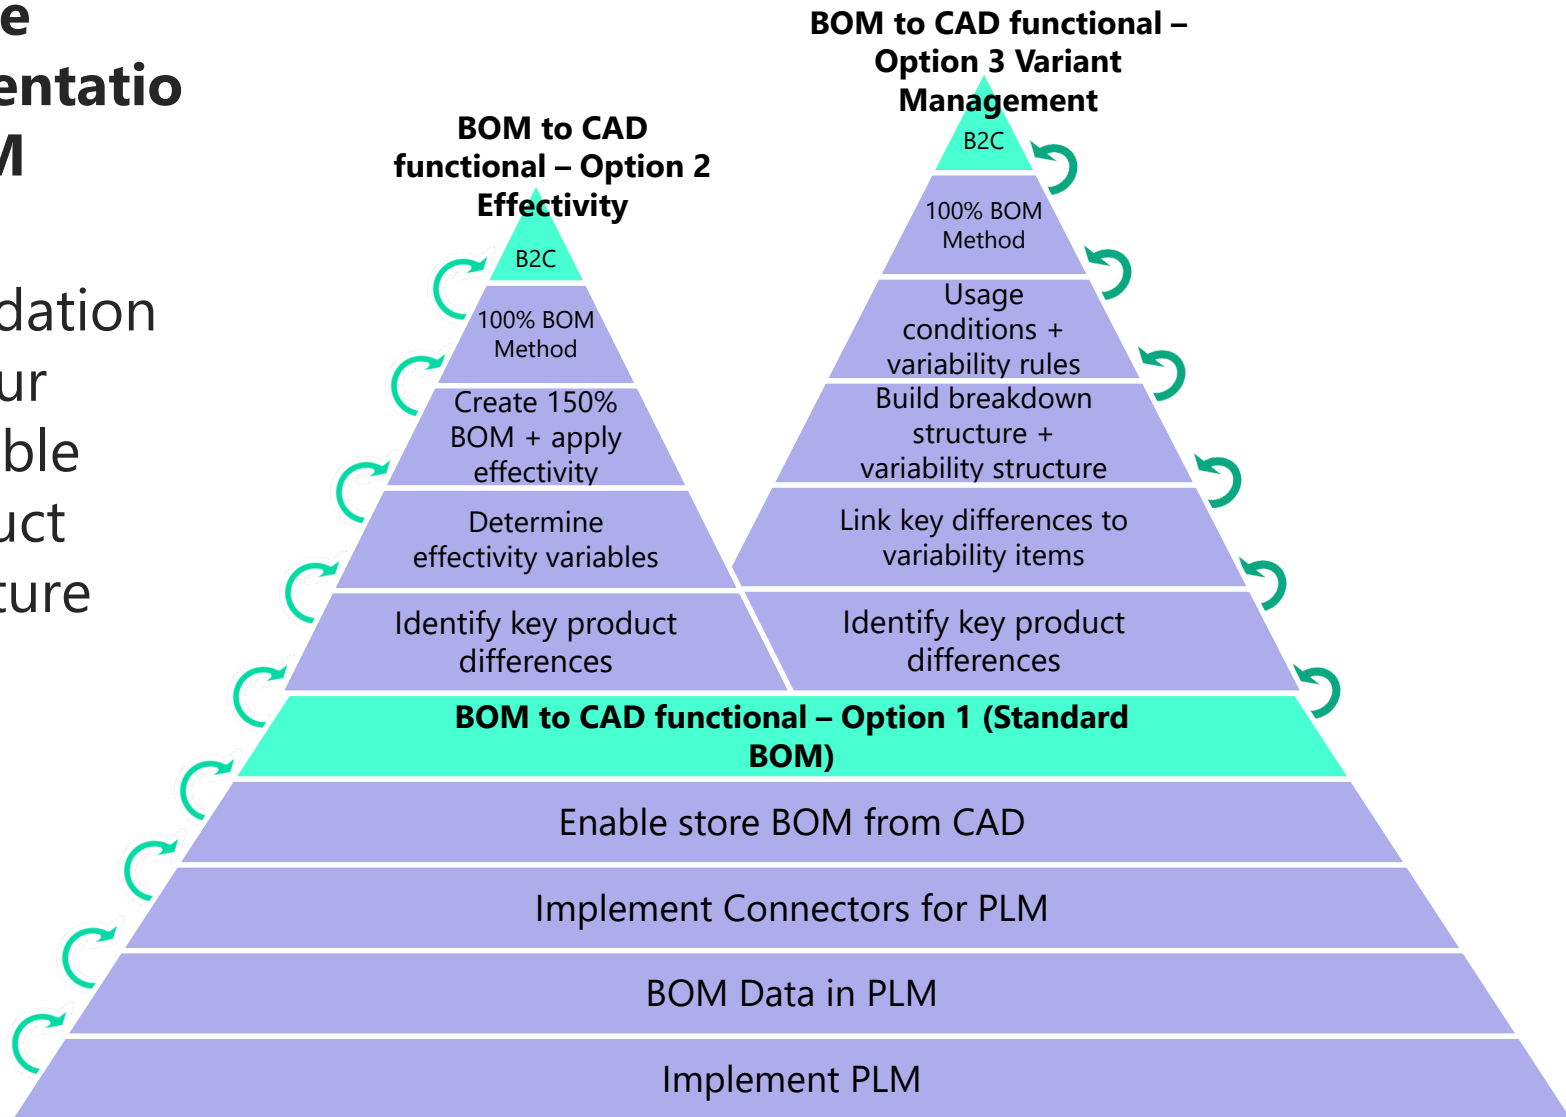 e
entatio
M
dation
ur
ble
uct
ture
BOM to CAD
functional – Option 2
Effectivity
B2C
100% BOM
Method
Create 150%
BOM + apply
effectivity
Determine
effectivity variables
Identify key product
differences
BOM to CAD functional –
Option 3 Variant
Management
B2C
100% BOM
Method
Usage
conditions +
variability rules
Build breakdown
structure +
variability structure
Link key differences to
variability items
Identify key product
differences
BOM to CAD functional – Option 1 (Standard
BOM)
Enable store BOM from CAD
Implement Connectors for PLM
BOM Data in PLM
Implement PLM